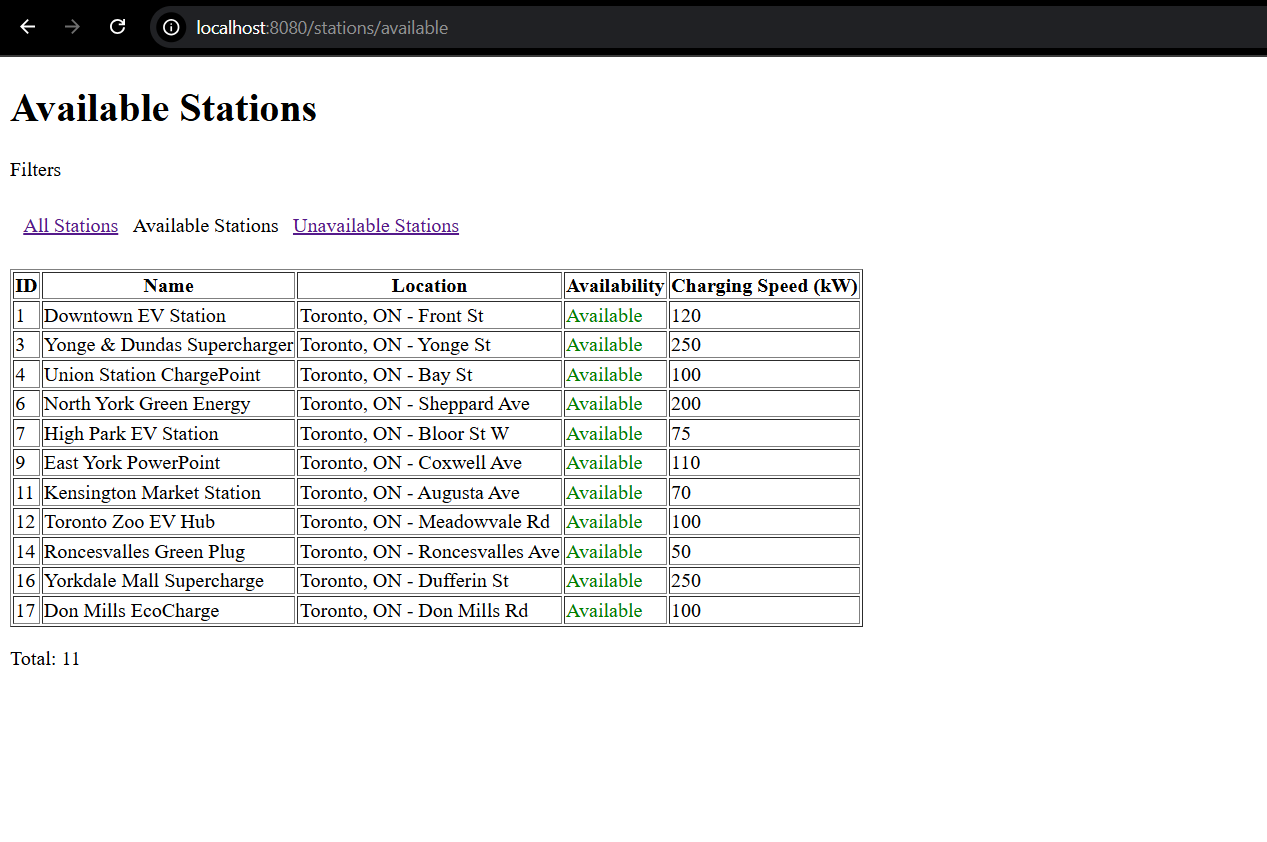 localhost:8080/stations/available
Available Stations
Filters
All Stations Available Stations Unavailable Stations
ID Name Location Availability Charging Speed (kW)
1 Downtown EV Station Toronto, ON - Front St Available 120
3 Yonge & Dundas Supercharger Toronto, ON - Yonge St Available 250
4 Union Station ChargePoint Toronto, ON - Bay St Available 100
6 North York Green Energy Toronto, ON - Sheppard Ave Available 200
7 High Park EV Station Toronto, ON - Bloor St W Available 75
9 East York PowerPoint Toronto, ON - Coxwell Ave Available 110
11 Kensington Market Station Toronto, ON - Augusta Ave Available 70
12 Toronto Zoo EV Hub Toronto, ON - Meadowvale Rd Available 100
14 Roncesvalles Green Plug Toronto, ON - Roncesvalles Ave Available 50
16 Yorkdale Mall Supercharge Toronto, ON - Dufferin St Available 250
17 Don Mills EcoCharge Toronto, ON - Don Mills Rd Available 100
Total: 11